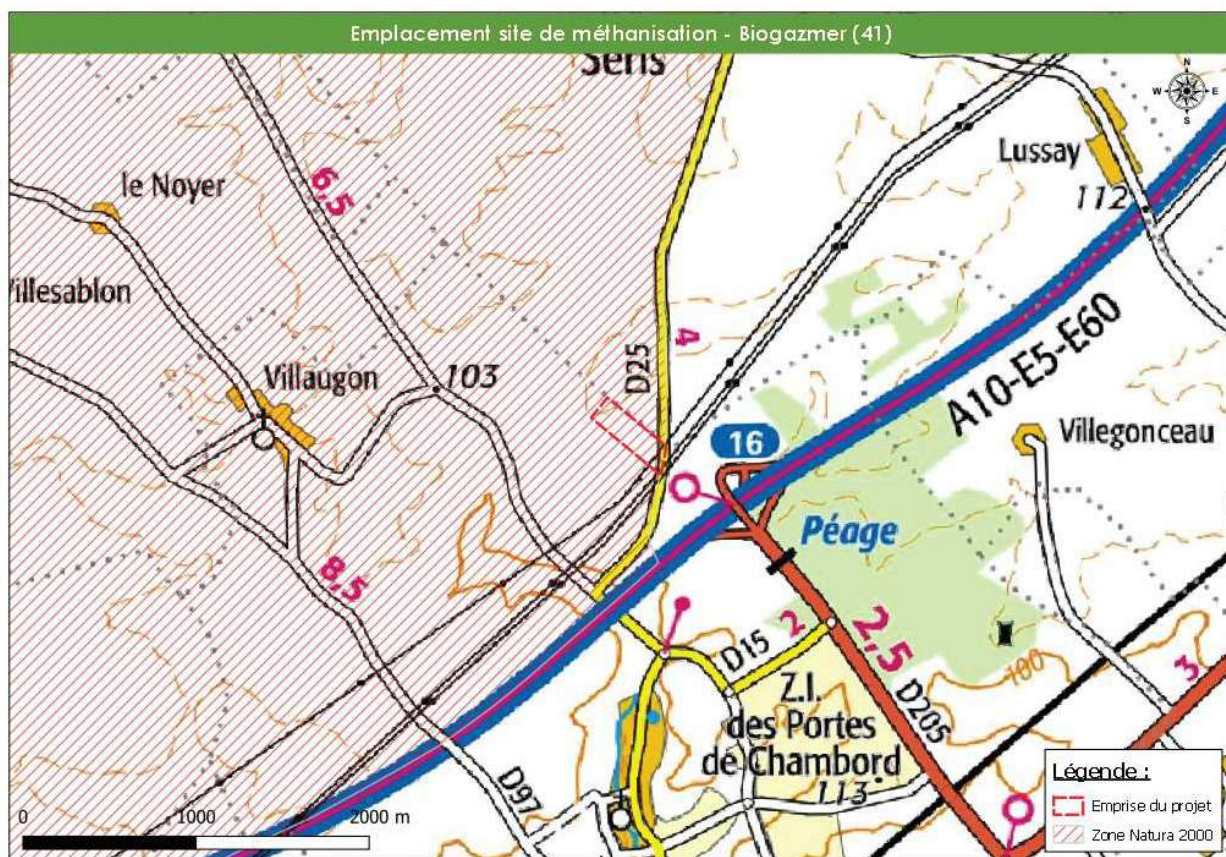 Emplacement site de méthanisation - Biogazmer (41)
Seris
N
W E
S
Lussay
112
le Noyer
6,5
Villesablon
D25
4
A10-E5-E60
Villaugon
103
16
Villegonceau
Péage
8,5
2
D15
2,5
100
3
Z.I.
des Portes
de Chambord
D205
113
D97
0 1000 2000 m
Légende :
Emprise du projet
Zone Natura 2000